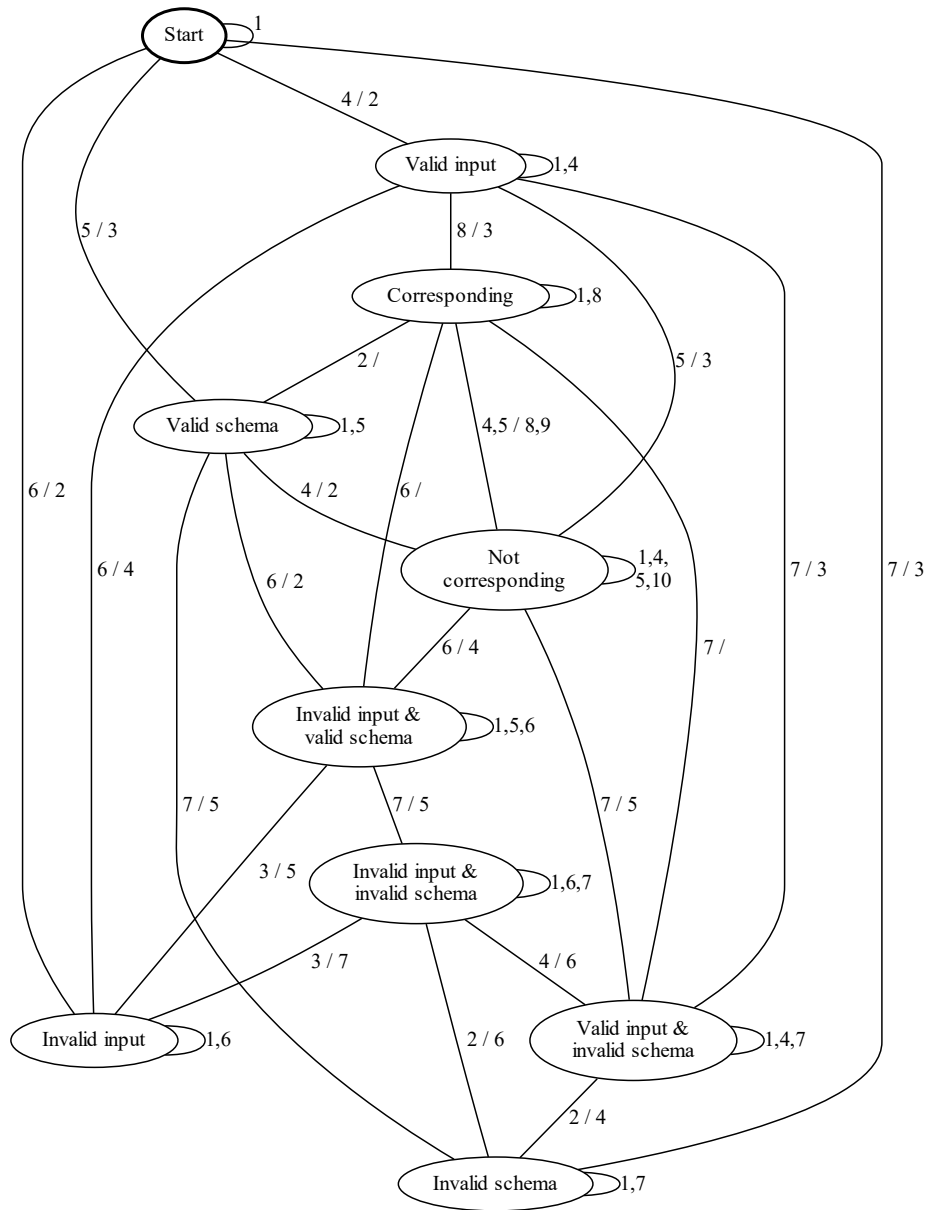 Start
1
4 / 2
Valid input
1,4
5 / 3
8 / 3
Corresponding
1,8
2 /
5 / 3
Valid schema
1,5
4,5 / 8,9
6 / 2
4 / 2
6 /
Not
corresponding
1,4,
5,10
6 / 4
6 / 2
7 / 3
7 / 3
6 / 4
7 /
Invalid input &
valid schema
1,5,6
7 / 5
7 / 5
7 / 5
3 / 5
Invalid input &
invalid schema
1,6,7
3 / 7
4 / 6
Invalid input
1,6
2 / 6
Valid input &
invalid schema
1,4,7
2 / 4
Invalid schema
1,7